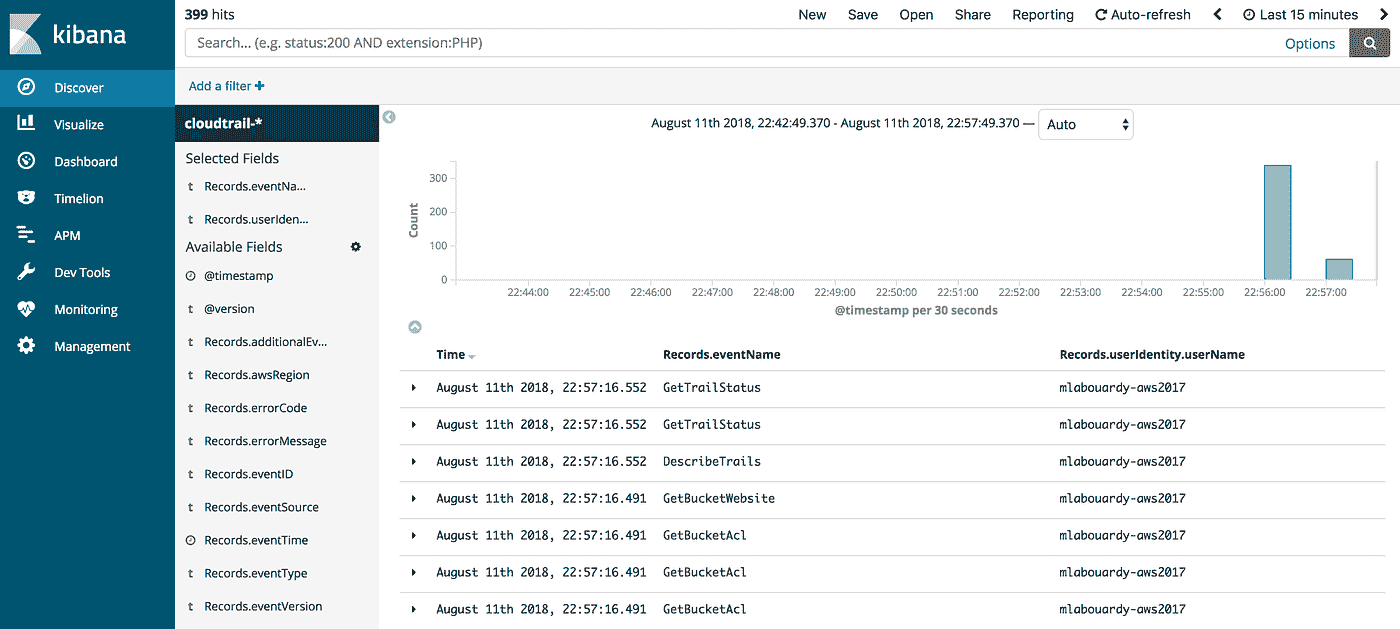 kibana
Discover
Visualize
Dashboard
Timelion
APM
Dev Tools
Monitoring
Management
399 hits
New Save Open Share Reporting Auto-refresh Last 15 minutes
Search... (e.g. status:200 AND extension:PHP) Options
Add a filter +
cloudtrail-*
Selected Fields
t Records.eventNa...
t Records.userIden...
Available Fields
@timestamp
t @version
t Records.additionalEv...
t Records.awsRegion
t Records.errorCode
t Records.errorMessage
t Records.eventID
t Records.eventSource
Records.eventTime
t Records.eventType
t Records.eventVersion
August 11th 2018, 22:42:49.370 - August 11th 2018, 22:57:49.370 — Auto
Count
300
200
100
0
22:44:00 22:45:00 22:46:00 22:47:00 22:48:00 22:49:00 22:50:00 22:51:00 22:52:00 22:53:00 22:54:00 22:55:00 22:56:00 22:57:00
@timestamp per 30 seconds
Time Records.eventName Records.userIdentity.userName
August 11th 2018, 22:57:16.552 GetTrailStatus mlabouardy-aws2017
August 11th 2018, 22:57:16.552 GetTrailStatus mlabouardy-aws2017
August 11th 2018, 22:57:16.552 DescribeTrails mlabouardy-aws2017
August 11th 2018, 22:57:16.491 GetBucketWebsite mlabouardy-aws2017
August 11th 2018, 22:57:16.491 GetBucketAcl mlabouardy-aws2017
August 11th 2018, 22:57:16.491 GetBucketAcl mlabouardy-aws2017
August 11th 2018, 22:57:16.491 GetBucketAcl mlabouardy-aws2017